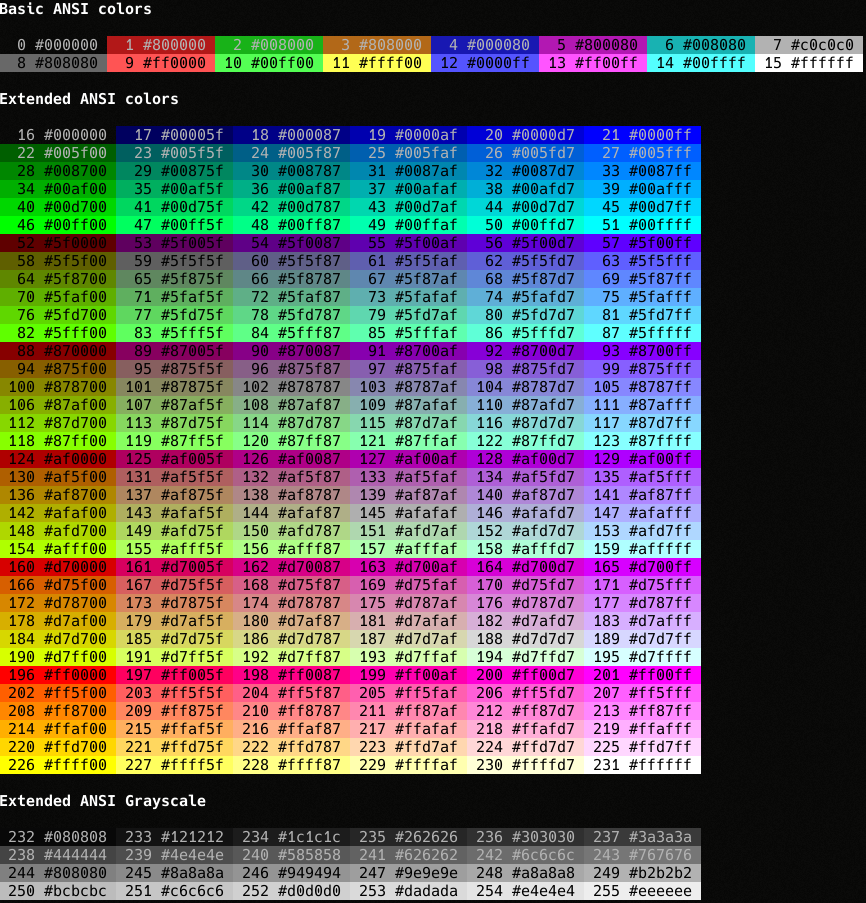 Basic ANSI colors
0 #000000 1 #800000 2 #008000 3 #808000 4 #000080 5 #800080 6 #008080 7 #c0c0c0
8 #808080 9 #ff0000 10 #00ff00 11 #ffff00 12 #0000ff 13 #ff00ff 14 #00ffff 15 #ffffff
Extended ANSI colors
16 #000000 17 #00005f 18 #000087 19 #0000af 20 #0000d7 21 #0000ff
22 #005f00 23 #005f5f 24 #005f87 25 #005faf 26 #005fd7 27 #005fff
28 #008700 29 #00875f 30 #008787 31 #0087af 32 #0087d7 33 #0087ff
34 #00af00 35 #00af5f 36 #00af87 37 #00afaf 38 #00afd7 39 #00afff
40 #00d700 41 #00d75f 42 #00d787 43 #00d7af 44 #00d7d7 45 #00d7ff
46 #00ff00 47 #00ff5f 48 #00ff87 49 #00ffaf 50 #00ffd7 51 #00ffff
52 #5f0000 53 #5f005f 54 #5f0087 55 #5f00af 56 #5f00d7 57 #5f00ff
58 #5f5f00 59 #5f5f5f 60 #5f5f87 61 #5f5faf 62 #5f5fd7 63 #5f5fff
64 #5f8700 65 #5f875f 66 #5f8787 67 #5f87af 68 #5f87d7 69 #5f87ff
70 #5faf00 71 #5faf5f 72 #5faf87 73 #5fafaf 74 #5fafd7 75 #5fafff
76 #5fd700 77 #5fd75f 78 #5fd787 79 #5fd7af 80 #5fd7d7 81 #5fd7ff
82 #5fff00 83 #5fff5f 84 #5fff87 85 #5fffaf 86 #5fffd7 87 #5fffff
88 #870000 89 #87005f 90 #870087 91 #8700af 92 #8700d7 93 #8700ff
94 #875f00 95 #875f5f 96 #875f87 97 #875faf 98 #875fd7 99 #875fff
100 #878700 101 #87875f 102 #878787 103 #8787af 104 #8787d7 105 #8787ff
106 #87af00 107 #87af5f 108 #87af87 109 #87afaf 110 #87afd7 111 #87afff
112 #87d700 113 #87d75f 114 #87d787 115 #87d7af 116 #87d7d7 117 #87d7ff
118 #87ff00 119 #87ff5f 120 #87ff87 121 #87ffaf 122 #87ffd7 123 #87ffff
124 #af0000 125 #af005f 126 #af0087 127 #af00af 128 #af00d7 129 #af00ff
130 #af5f00 131 #af5f5f 132 #af5f87 133 #af5faf 134 #af5fd7 135 #af5fff
136 #af8700 137 #af875f 138 #af8787 139 #af87af 140 #af87d7 141 #af87ff
142 #afaf00 143 #afaf5f 144 #afaf87 145 #afafaf 146 #afafd7 147 #afafff
148 #afd700 149 #afd75f 150 #afd787 151 #afd7af 152 #afd7d7 153 #afd7ff
154 #afff00 155 #afff5f 156 #afff87 157 #afffaf 158 #afffd7 159 #afffff
160 #d70000 161 #d7005f 162 #d70087 163 #d700af 164 #d700d7 165 #d700ff
166 #d75f00 167 #d75f5f 168 #d75f87 169 #d75faf 170 #d75fd7 171 #d75fff
172 #d78700 173 #d7875f 174 #d78787 175 #d787af 176 #d787d7 177 #d787ff
178 #d7af00 179 #d7af5f 180 #d7af87 181 #d7afaf 182 #d7afd7 183 #d7afff
184 #d7d700 185 #d7d75f 186 #d7d787 187 #d7d7af 188 #d7d7d7 189 #d7d7ff
190 #d7ff00 191 #d7ff5f 192 #d7ff87 193 #d7ffaf 194 #d7ffd7 195 #d7ffff
196 #ff0000 197 #ff005f 198 #ff0087 199 #ff00af 200 #ff00d7 201 #ff00ff
202 #ff5f00 203 #ff5f5f 204 #ff5f87 205 #ff5faf 206 #ff5fd7 207 #ff5fff
208 #ff8700 209 #ff875f 210 #ff8787 211 #ff87af 212 #ff87d7 213 #ff87ff
214 #ffaf00 215 #ffaf5f 216 #ffaf87 217 #ffafaf 218 #ffafd7 219 #ffafff
220 #ffd700 221 #ffd75f 222 #ffd787 223 #ffd7af 224 #ffd7d7 225 #ffd7ff
226 #ffff00 227 #ffff5f 228 #ffff87 229 #ffffaf 230 #ffffd7 231 #ffffff
Extended ANSI Grayscale
232 #080808 233 #121212 234 #1c1c1c 235 #262626 236 #303030 237 #3a3a3a
238 #444444 239 #4e4e4e 240 #585858 241 #626262 242 #6c6c6c 243 #767676
244 #808080 245 #8a8a8a 246 #949494 247 #9e9e9e 248 #a8a8a8 249 #b2b2b2
250 #bcbcbc 251 #c6c6c6 252 #d0d0d0 253 #dadada 254 #e4e4e4 255 #eeeeee